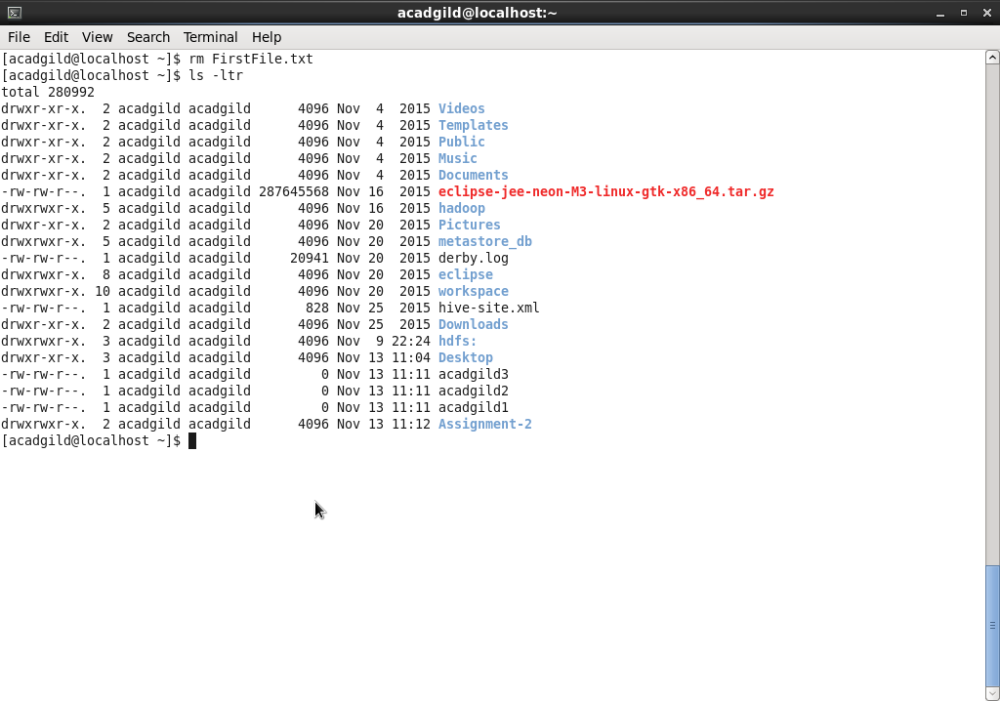 acadgild@localhost:~
File Edit View Search Terminal Help
[acadgild@localhost ~]$ rm FirstFile.txt
[acadgild@localhost ~]$ ls -ltr
total 280992
drwxr-xr-x.  2 acadgild acadgild      4096 Nov  4  2015 Videos
drwxr-xr-x.  2 acadgild acadgild      4096 Nov  4  2015 Templates
drwxr-xr-x.  2 acadgild acadgild      4096 Nov  4  2015 Public
drwxr-xr-x.  2 acadgild acadgild      4096 Nov  4  2015 Music
drwxr-xr-x.  2 acadgild acadgild      4096 Nov  4  2015 Documents
-rw-rw-r--.  1 acadgild acadgild 287645568 Nov 16  2015 eclipse-jee-neon-M3-linux-gtk-x86_64.tar.gz
drwxrwxr-x.  5 acadgild acadgild      4096 Nov 16  2015 hadoop
drwxr-xr-x.  2 acadgild acadgild      4096 Nov 20  2015 Pictures
drwxrwxr-x.  5 acadgild acadgild      4096 Nov 20  2015 metastore_db
-rw-rw-r--.  1 acadgild acadgild     20941 Nov 20  2015 derby.log
drwxrwxr-x.  8 acadgild acadgild      4096 Nov 20  2015 eclipse
drwxrwxr-x. 10 acadgild acadgild      4096 Nov 20  2015 workspace
-rw-rw-r--.  1 acadgild acadgild       828 Nov 25  2015 hive-site.xml
drwxr-xr-x.  2 acadgild acadgild      4096 Nov 25  2015 Downloads
drwxrwxr-x.  3 acadgild acadgild      4096 Nov  9 22:24 hdfs:
drwxr-xr-x.  3 acadgild acadgild      4096 Nov 13 11:04 Desktop
-rw-rw-r--.  1 acadgild acadgild         0 Nov 13 11:11 acadgild3
-rw-rw-r--.  1 acadgild acadgild         0 Nov 13 11:11 acadgild2
-rw-rw-r--.  1 acadgild acadgild         0 Nov 13 11:11 acadgild1
drwxrwxr-x.  2 acadgild acadgild      4096 Nov 13 11:12 Assignment-2
[acadgild@localhost ~]$